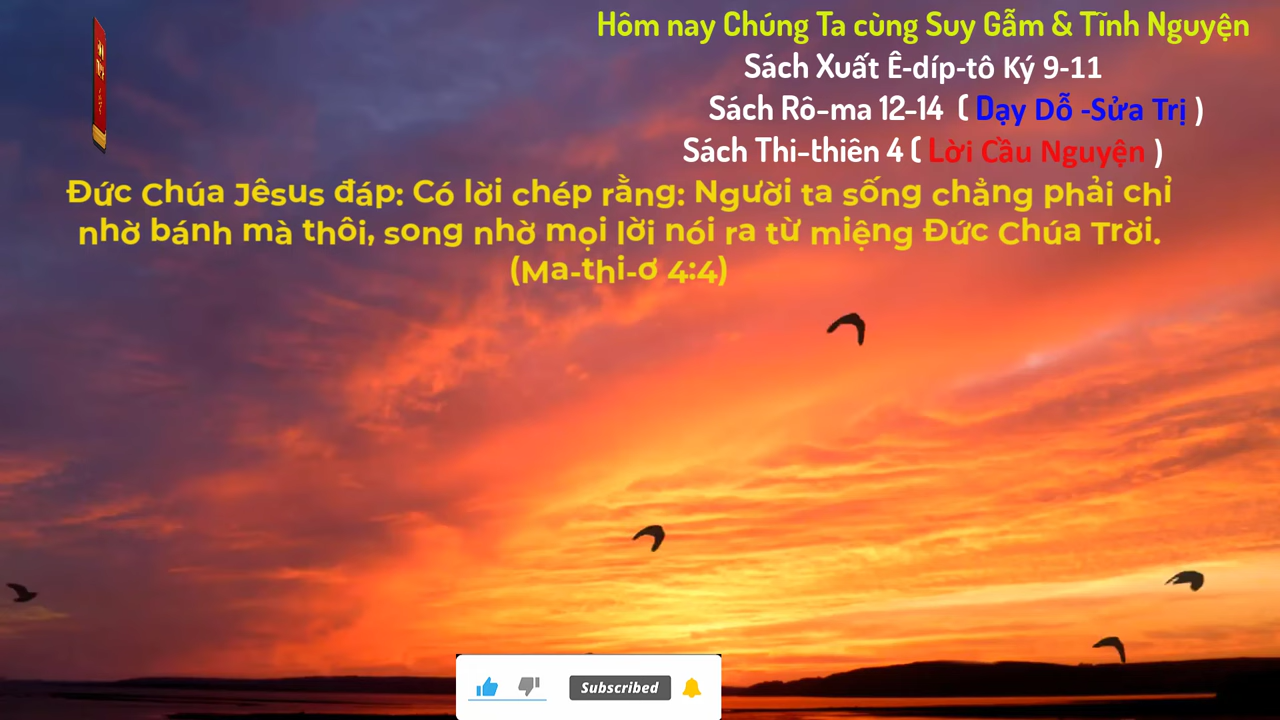 Hôm nay Chúng Ta cùng Suy Gẫm & Tĩnh Nguyện
Sách Xuất Ê-díp-tô Ký 9-11
Sách Rô-ma 12-14 ( Dạy Dỗ -Sửa Trị )
Sách Thi-thiên 4 ( Lời Cầu Nguyện )
Đức Chúa Jêsus đáp: Có lời chép rằng: Người ta sống chẳng phải chỉ
nhờ bánh mà thôi, song nhờ mọi lời nói ra từ miệng Đức Chúa Trời.
(Ma-thi-ơ 4:4)
Subscribed